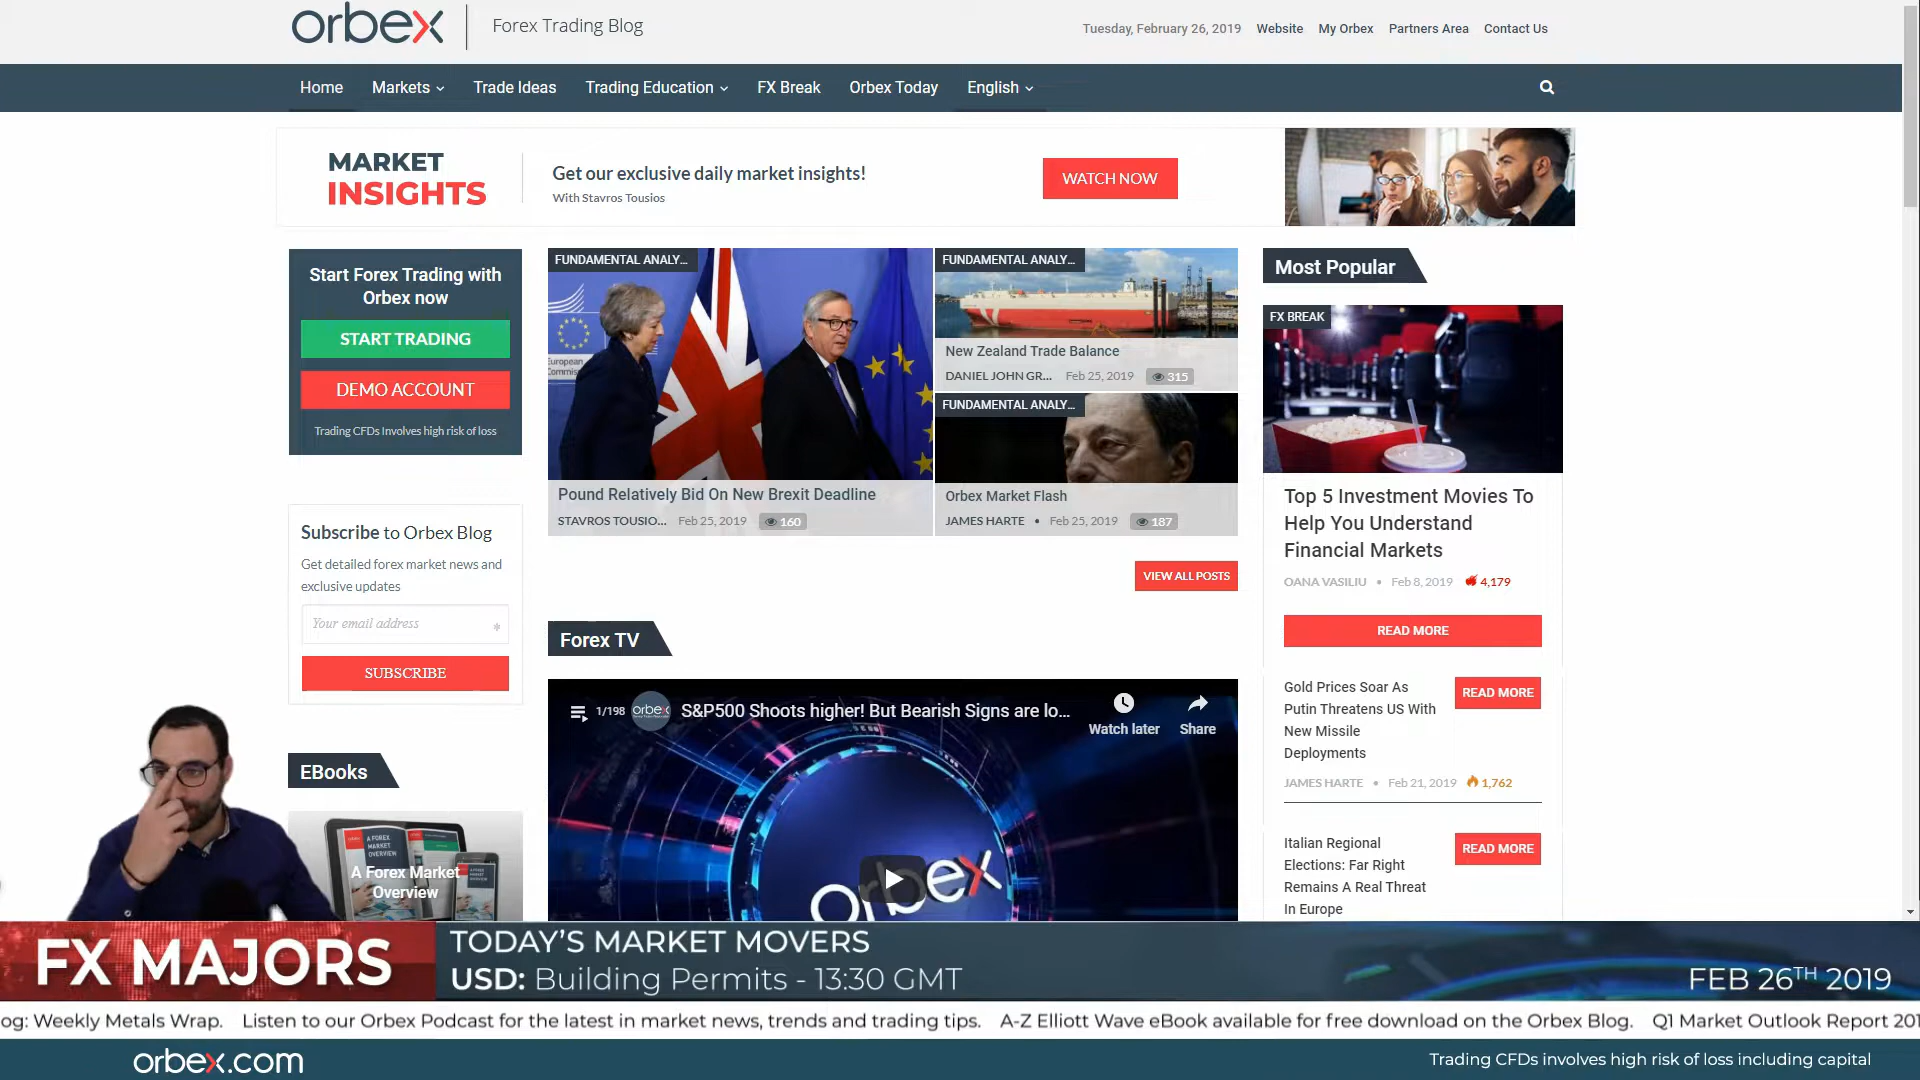 orbex
Forex Trading Blog
Tuesday, February 26, 2019
Website
My Orbex
Partners Area
Contact Us
Home
Markets
Trade Ideas
Trading Education
FX Break
Orbex Today
English
MARKET
INSIGHTS
Get our exclusive daily market insights!
With Stavros Tousios
WATCH NOW
Start Forex Trading with
Orbex now
START TRADING
DEMO ACCOUNT
Trading CFDs Involves high risk of loss
Subscribe to Orbex Blog
Get detailed forex market news and
exclusive updates
Your email address *
SUBSCRIBE
EBooks
A FOREX
MARKET
OVERVIEW
A Forex Market
Overview
FUNDAMENTAL ANALY...
European
Commis
Pound Relatively Bid On New Brexit Deadline
STAVROS TOUSIO... Feb 25, 2019 160
FUNDAMENTAL ANALY...
New Zealand Trade Balance
DANIEL JOHN GR... Feb 25, 2019 315
FUNDAMENTAL ANALY...
Orbex Market Flash
JAMES HARTE • Feb 25, 2019 187
VIEW ALL POSTS
Forex TV
1/198
orbex
S&P500 Shoots higher! But Bearish Signs are lo...
Watch later
Share
orbex
Most Popular
FX BREAK
Top 5 Investment Movies To
Help You Understand
Financial Markets
OANA VASILIU • Feb 8, 2019 4,179
READ MORE
Gold Prices Soar As
Putin Threatens US With
New Missile
Deployments
READ MORE
JAMES HARTE • Feb 21, 2019 1,762
Italian Regional
Elections: Far Right
Remains A Real Threat
In Europe
READ MORE
FX MAJORS
TODAY'S MARKET MOVERS
USD: Building Permits - 13:30 GMT
FEB 26TH 2019
og: Weekly Metals Wrap. Listen to our Orbex Podcast for the latest in market news, trends and trading tips. A-Z Elliott Wave eBook available for free download on the Orbex Blog. Q1 Market Outlook Report 201
orbex.com
Trading CFDs involves high risk of loss including capital